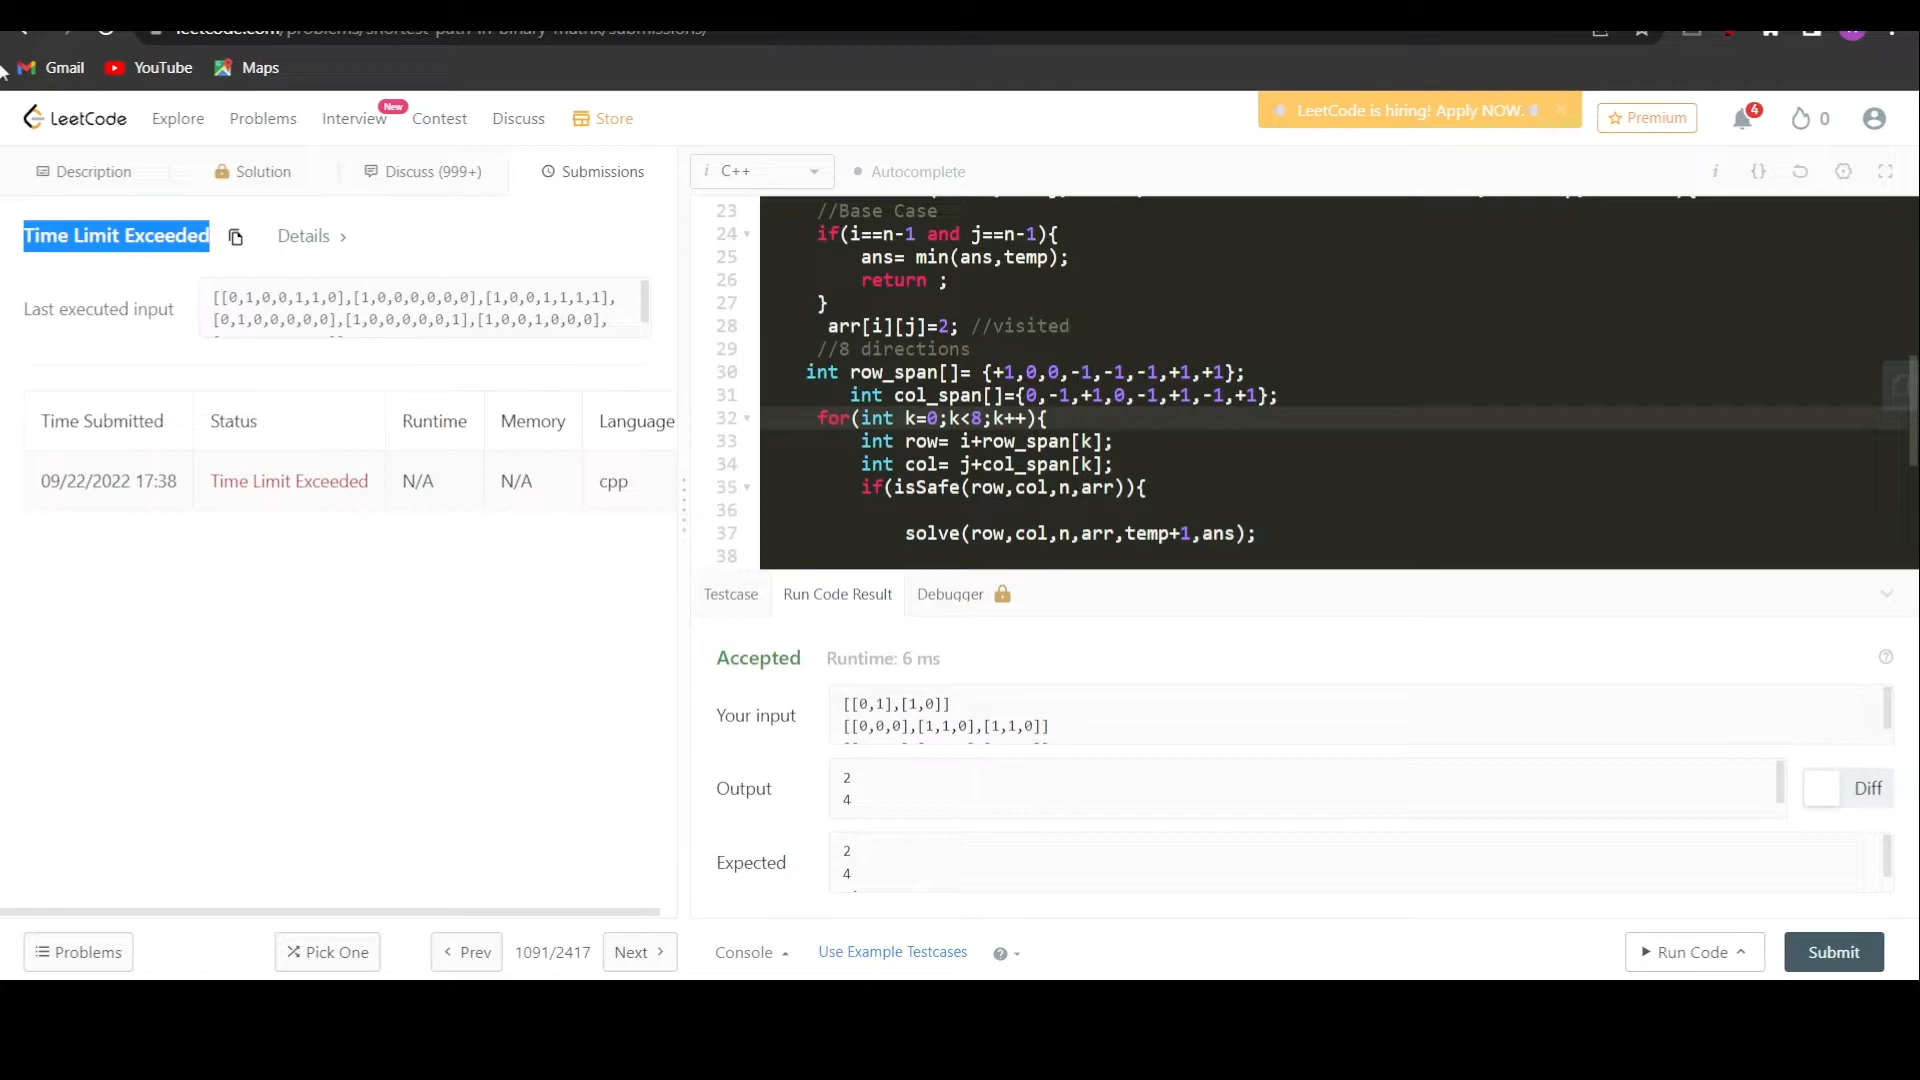 leetcode.com/problems/shortest-path-in-binary-matrix/submissions/
Gmail YouTube Maps
LeetCode Explore Problems Interview New Contest Discuss Store
LeetCode is hiring! Apply NOW. Premium 4 0
Description Solution Discuss (999+) Submissions
i C++ Autocomplete
Time Limit Exceeded Details
Last executed input
[[0,1,0,0,1,1,0],[1,0,0,0,0,0,0],[1,0,0,1,1,1,1],
[0,1,0,0,0,0,0],[1,0,0,0,0,0,1],[1,0,0,1,0,0,0],
Time Submitted Status Runtime Memory Language
09/22/2022 17:38 Time Limit Exceeded N/A N/A cpp
23 //Base Case
24 if(i==n-1 and j==n-1){
25 ans= min(ans,temp);
26 return ;
27 }
28 arr[i][j]=2; //visited
29 //8 directions
30 int row_span[]= {+1,0,0,-1,-1,-1,+1,+1};
31 int col_span[]={0,-1,+1,0,-1,+1,-1,+1};
32 for(int k=0;k<8;k++){
33 int row= i+row_span[k];
34 int col= j+col_span[k];
35 if(isSafe(row,col,n,arr)){
36
37 solve(row,col,n,arr,temp+1,ans);
38
Testcase Run Code Result Debugger
Accepted Runtime: 6 ms
Your input
[[0,1],[1,0]]
[[0,0,0],[1,1,0],[1,1,0]]
Output
2
4
Diff
Expected
2
4
Problems Pick One Prev 1091/2417 Next Console Use Example Testcases Run Code Submit